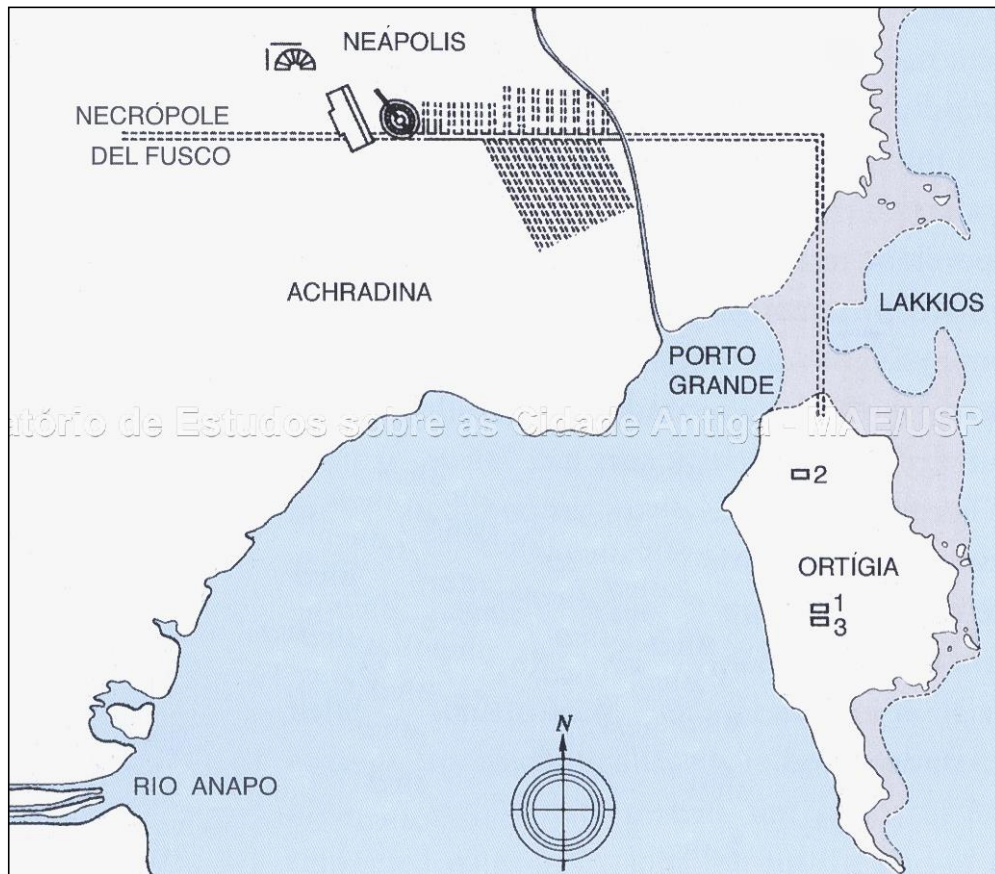 NEÁPOLIS
NECRÓPOLE
DEL FUSCO
ACHRADINA
LAKKIOS
PORTO
GRANDE
atório de Estudos sobre as Cidade Antiga - MAE/USP
2
ORTÍGIA
1
3
N
RIO ANAPO